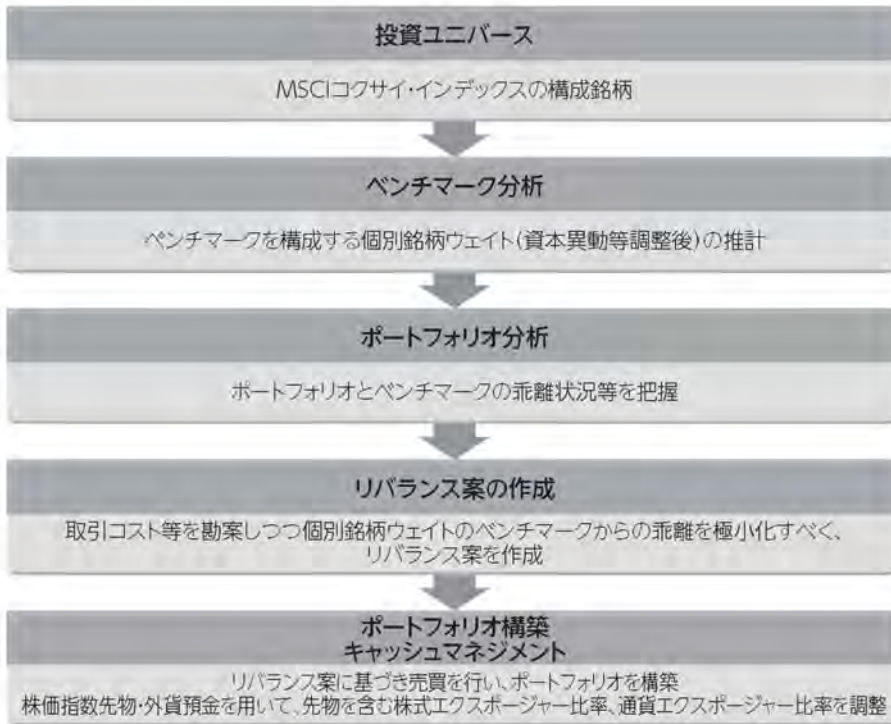 投資ユニバース
MSCIコクサイ・インデックスの構成銘柄
ベンチマーク分析
ベンチマークを構成する個別銘柄ウェイト(資本異動等調整後)の推計
ポートフォリオ分析
ポートフォリオとベンチマークの乖離状況等を把握
リバランス案の作成
取引コスト等を勘案しつつ個別銘柄ウェイトのベンチマークからの乖離を極小化すべく、
リバランス案を作成
ポートフォリオ構築
キャッシュマネジメント
リバランス案に基づき売買を行い、ポートフォリオを構築
株価指数先物・外貨預金を用いて、先物を含む株式エクスポージャー比率、通貨エクスポージャー比率を調整